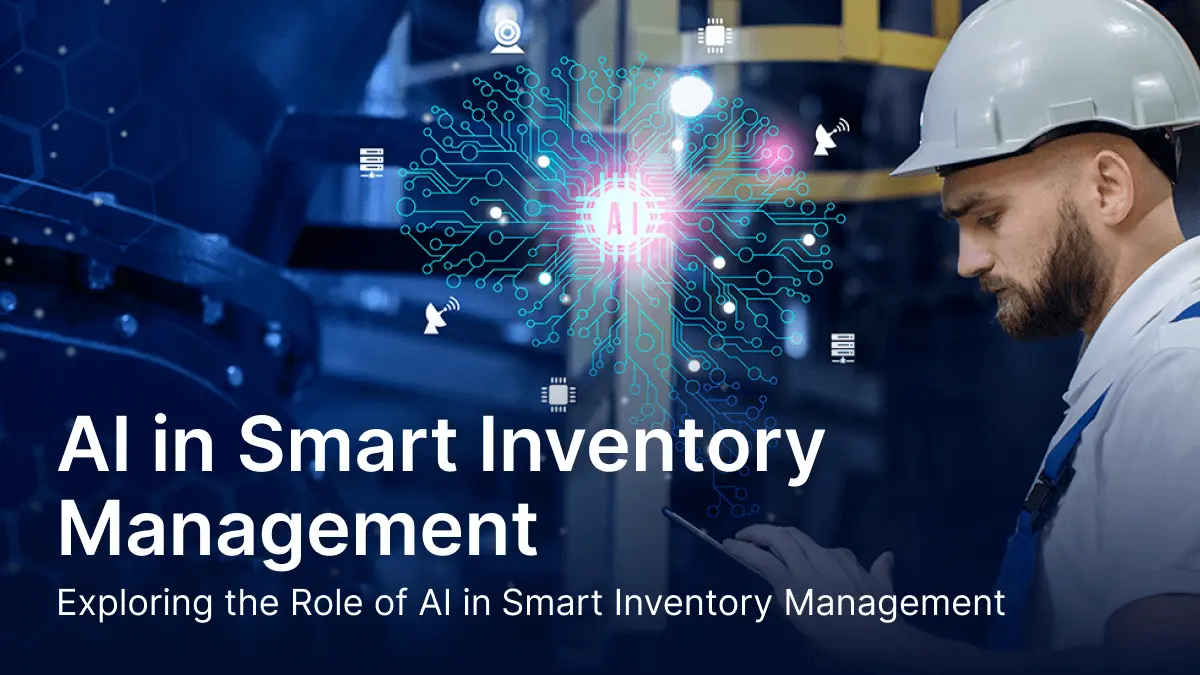 AI
AI in Smart Inventory
Management
Exploring the Role of AI in Smart Inventory Management